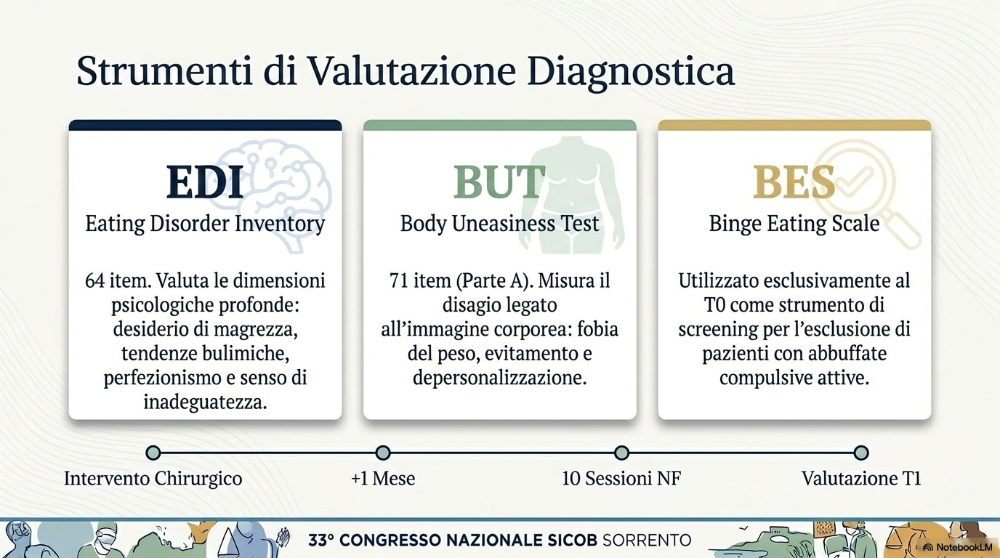 Strumenti di Valutazione Diagnostica
EDI
Eating Disorder Inventory
64 item. Valuta le dimensioni
psicologiche profonde:
desiderio di magrezza,
tendenze bulimiche,
perfezionismo e senso di
inadeguatezza.
BUT
Body Uneasiness Test
71 item (Parte A). Misura il
disagio legato
all’immagine corporea: fobia
del peso, evitamento e
depersonalizzazione.
BES
Binge Eating Scale
Utilizzato esclusivamente al
T0 come strumento di
screening per l’esclusione di
pazienti con abbuffate
compulsive attive.
Intervento Chirurgico
+1 Mese
10 Sessioni NF
Valutazione T1
33° CONGRESSO NAZIONALE SICOB SORRENTO
NotebookLM